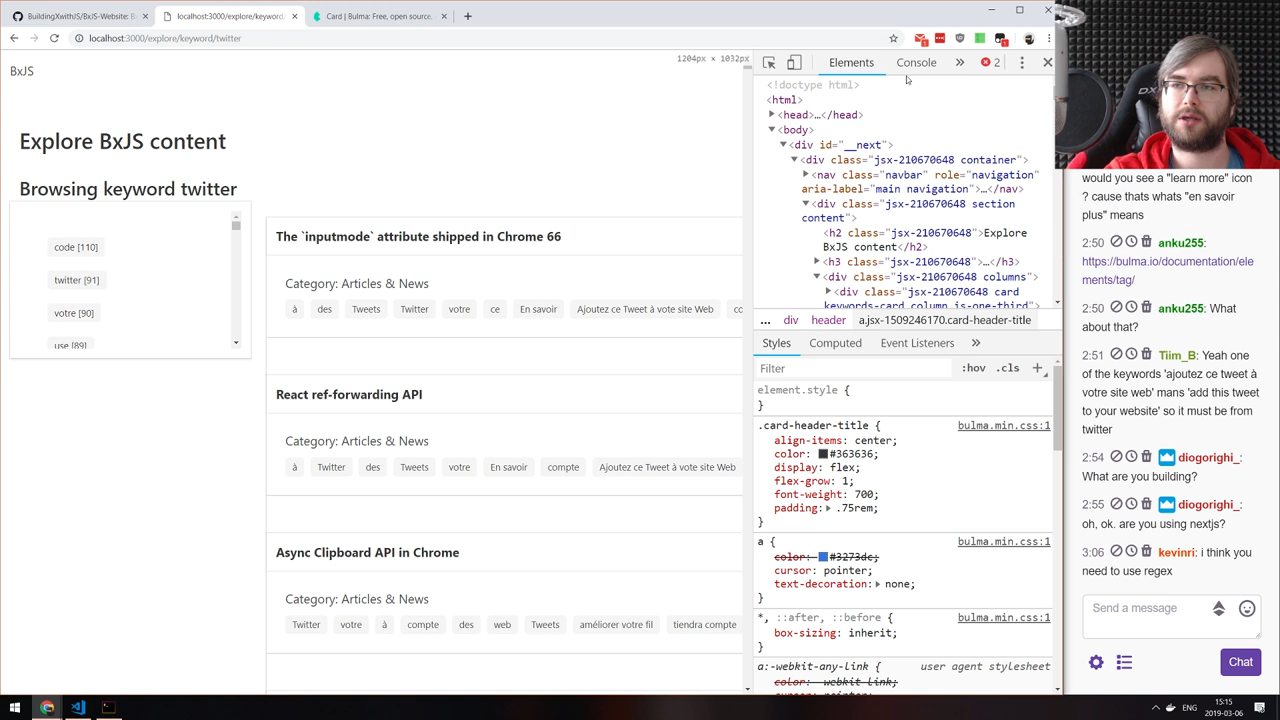 BuildingXwithJS/BxJS-Website: B
localhost:3000/explore/keyword/
Card | Bulma: Free, open source,
localhost:3000/explore/keyword/twitter
BxJS
1204px × 1032px
Explore BxJS content
Browsing keyword twitter
code [110]
twitter [91]
votre [90]
use [89]
The `inputmode` attribute shipped in Chrome 66
Category: Articles & News
à des Tweets Twitter votre ce En savoir Ajoutez ce Tweet à votre site Web co
React ref-forwarding API
Category: Articles & News
à Twitter des Tweets votre En savoir compte Ajoutez ce Tweet à vote site Web
Async Clipboard API in Chrome
Category: Articles & News
Twitter votre à compte des web Tweets améliorer votre fil tiendra compte
Elements Console » 2
<!doctype html>
<html>
<head>…</head>
<body>
<div id="__next">
<div class="jsx-210670648 container">
<nav class="navbar" role="navigation"
aria-label="main navigation">…</nav>
<div class="jsx-210670648 section
content">
<h2 class="jsx-210670648">Explore
BxJS content</h2>
<h3 class="jsx-210670648">…</h3>
<div class="jsx-210670648 columns">
<div class="jsx-210670648 card
keywords-card column is-one-third">
... div header a.jsx-1509246170.card-header-title
Styles Computed Event Listeners »
Filter :hov .cls +
element.style {
}
.card-header-title { bulma.min.css:1
align-items: center;
color: #363636;
display: flex;
flex-grow: 1;
font-weight: 700;
padding: .75rem;
}
a { bulma.min.css:1
color: #3273dc;
cursor: pointer;
text-decoration: none;
}
*, ::after, ::before { bulma.min.css:1
box-sizing: inherit;
}
a:-webkit-any-link { user agent stylesheet
color: -webkit-link;
would you see a "learn more" icon
? cause thats whats "en savoir
plus" means
2:50 anku255:
https://bulma.io/documentation/ele
ments/tag/
2:50 anku255: What
about that?
2:51 Tiim_B: Yeah one
of the keywords 'ajoutez ce tweet à
votre site web' mans 'add this tweet
to your website' so it must be from
twitter
2:54 diogorighi_:
What are you building?
2:55 diogorighi_:
oh, ok. are you using nextjs?
3:06 kevinri: i think you
need to use regex
Send a message
Chat
ENG
15:15
2019-03-06